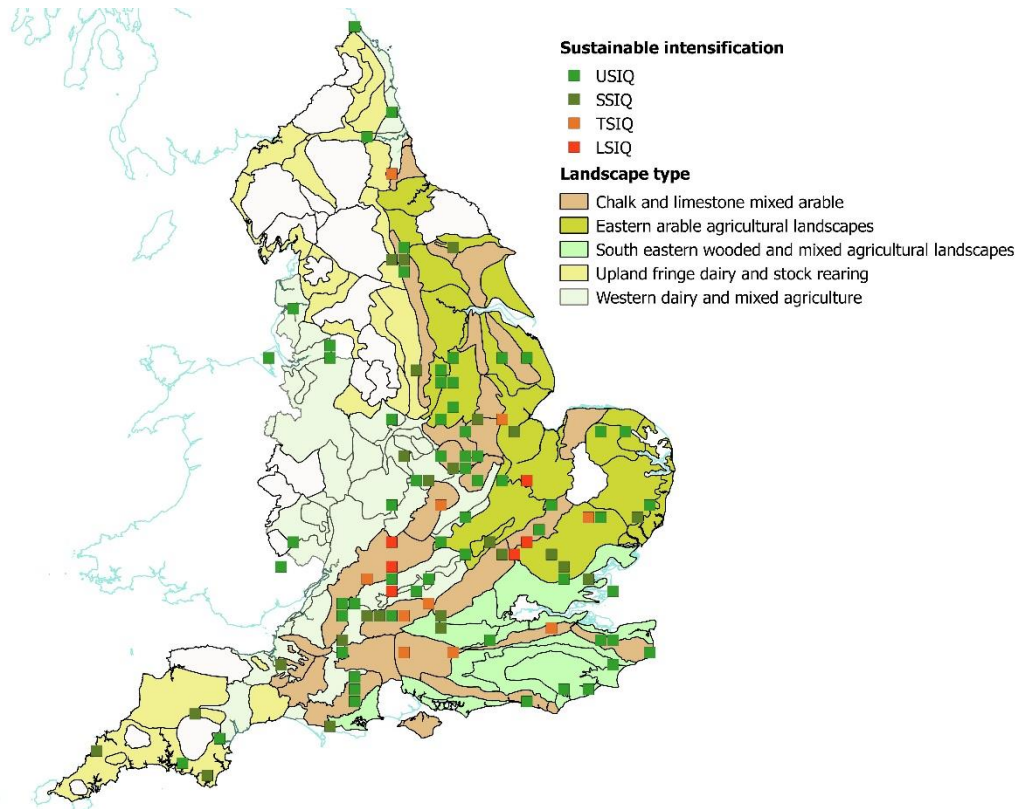 Sustainable intensification
USIQ
SSIQ
TSIQ
LSIQ
Landscape type
Chalk and limestone mixed arable
Eastern arable agricultural landscapes
South eastern wooded and mixed agricultural landscapes
Upland fringe dairy and stock rearing
Western dairy and mixed agriculture